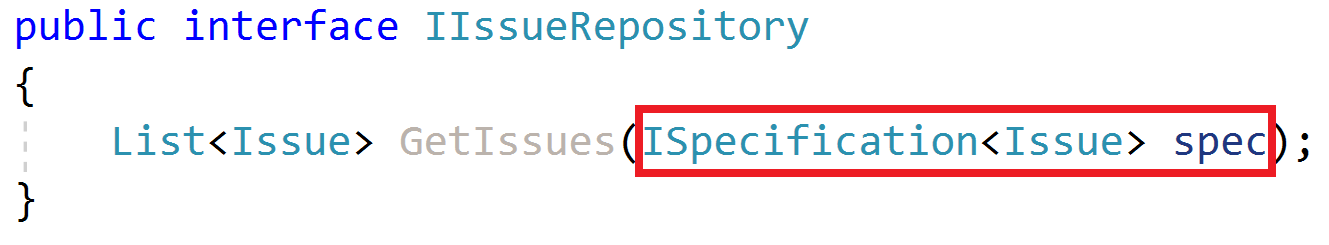 public interface IIssueRepository
{
    List<Issue> GetIssues(ISpecification<Issue> spec);
}